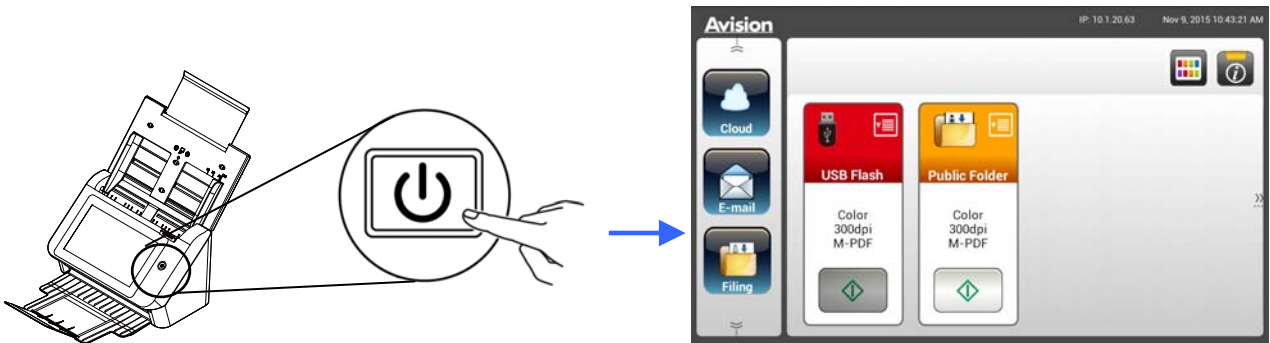 Avision
IP: 10.1.20.63
Nov 9, 2015 10:43:21 AM
Cloud
E-mail
Filing
USB Flash
Color
300dpi
M-PDF
Public Folder
Color
300dpi
M-PDF